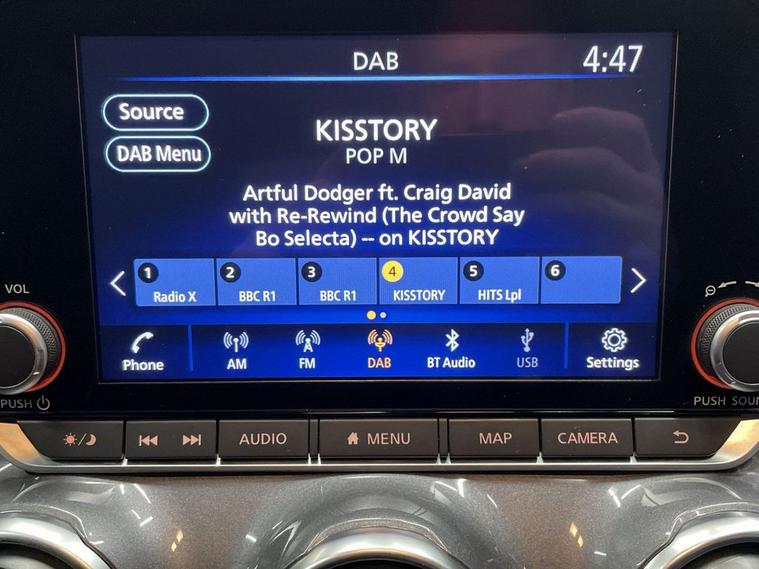 DAB
4:47
Source
DAB Menu
KISSTORY
POP M
Artful Dodger ft. Craig David
with Re-Rewind (The Crowd Say
Bo Selecta) -- on KISSTORY
1
Radio X
2
BBC R1
3
BBC R1
4
KISSTORY
5
HITS Lpl
6
Phone
AM
FM
DAB
BT Audio
USB
Settings
VOL
PUSH
PUSH SOUN
AUDIO
MENU
MAP
CAMERA